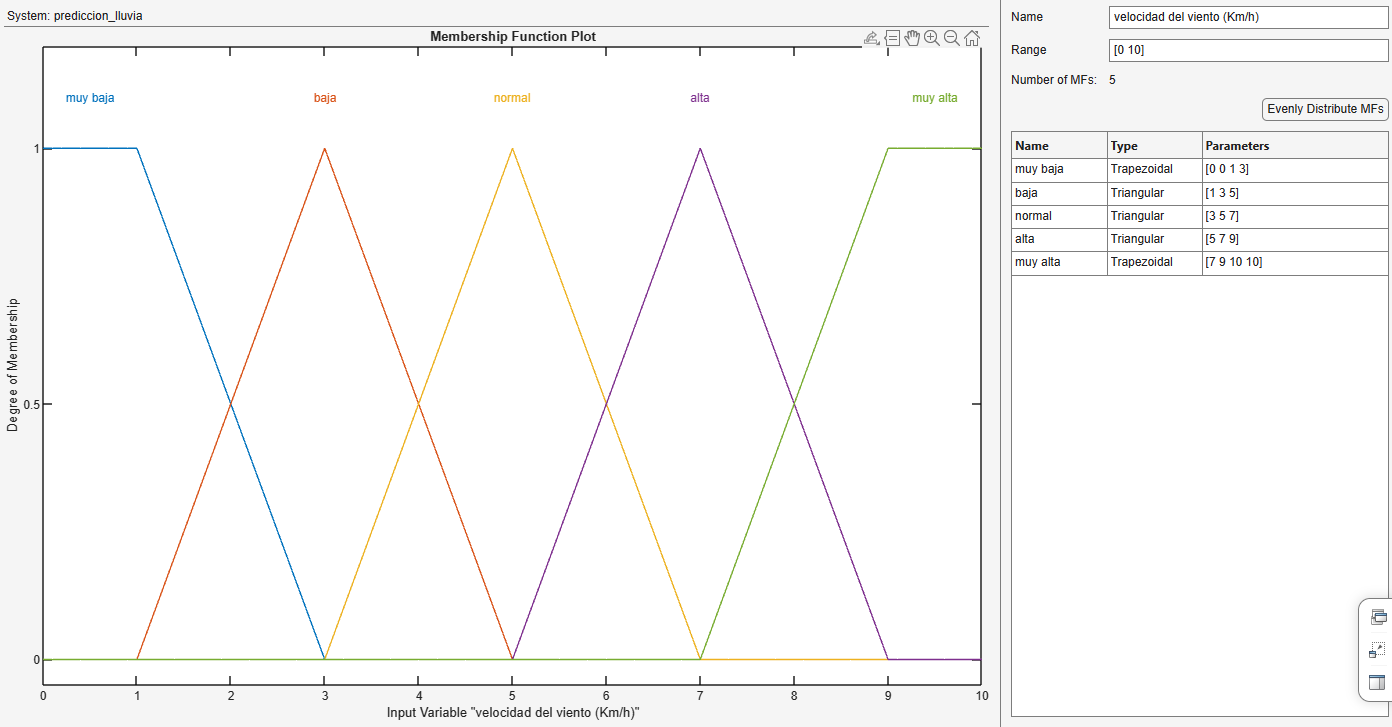 System: prediccion_lluvia
Membership Function Plot
muy baja baja normal alta muy alta
1
0.5
0
Degree of Membership
0 1 2 3 4 5 6 7 8 9 10
Input Variable "velocidad del viento (Km/h)"
Name velocidad del viento (Km/h)
Range [0 10]
Number of MFs: 5
Evenly Distribute MFs
Name Type Parameters
muy baja Trapezoidal [0 0 1 3]
baja Triangular [1 3 5]
normal Triangular [3 5 7]
alta Triangular [5 7 9]
muy alta Trapezoidal [7 9 10 10]